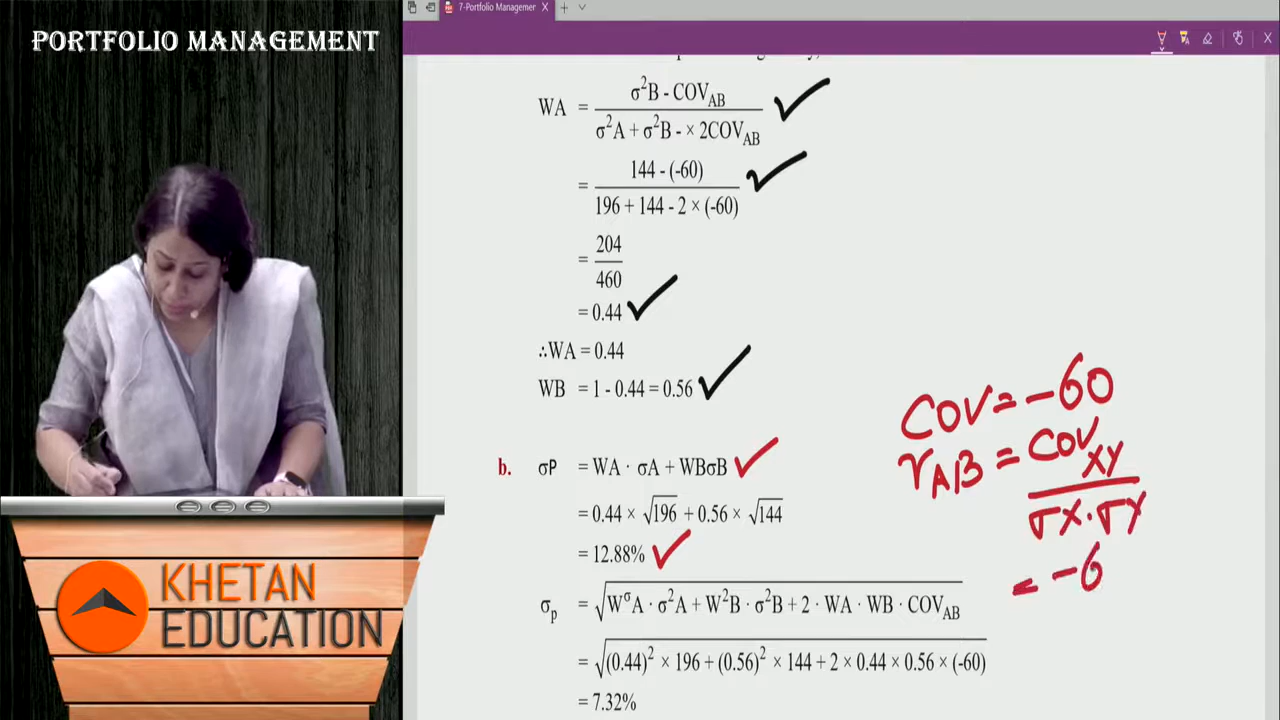 PORTFOLIO MANAGEMENT
7-Portfolio Managemer
WA = σ²B - COV_AB / σ²A + σ²B - × 2COV_AB
= 144 - (-60) / 196 + 144 - 2 × (-60)
= 204 / 460
= 0.44
∴WA = 0.44
WB = 1 - 0.44 = 0.56
COV = -60
r_AB = COV_XY / σX·σY
= -6
b. σP = WA · σA + WBσB
= 0.44 × √196 + 0.56 × √144
= 12.88%
σ_p = √W^σA · σ²A + W²B · σ²B + 2 · WA · WB · COV_AB
= √(0.44)² × 196 + (0.56)² × 144 + 2 × 0.44 × 0.56 × (-60)
= 7.32%
KHETAN
EDUCATION